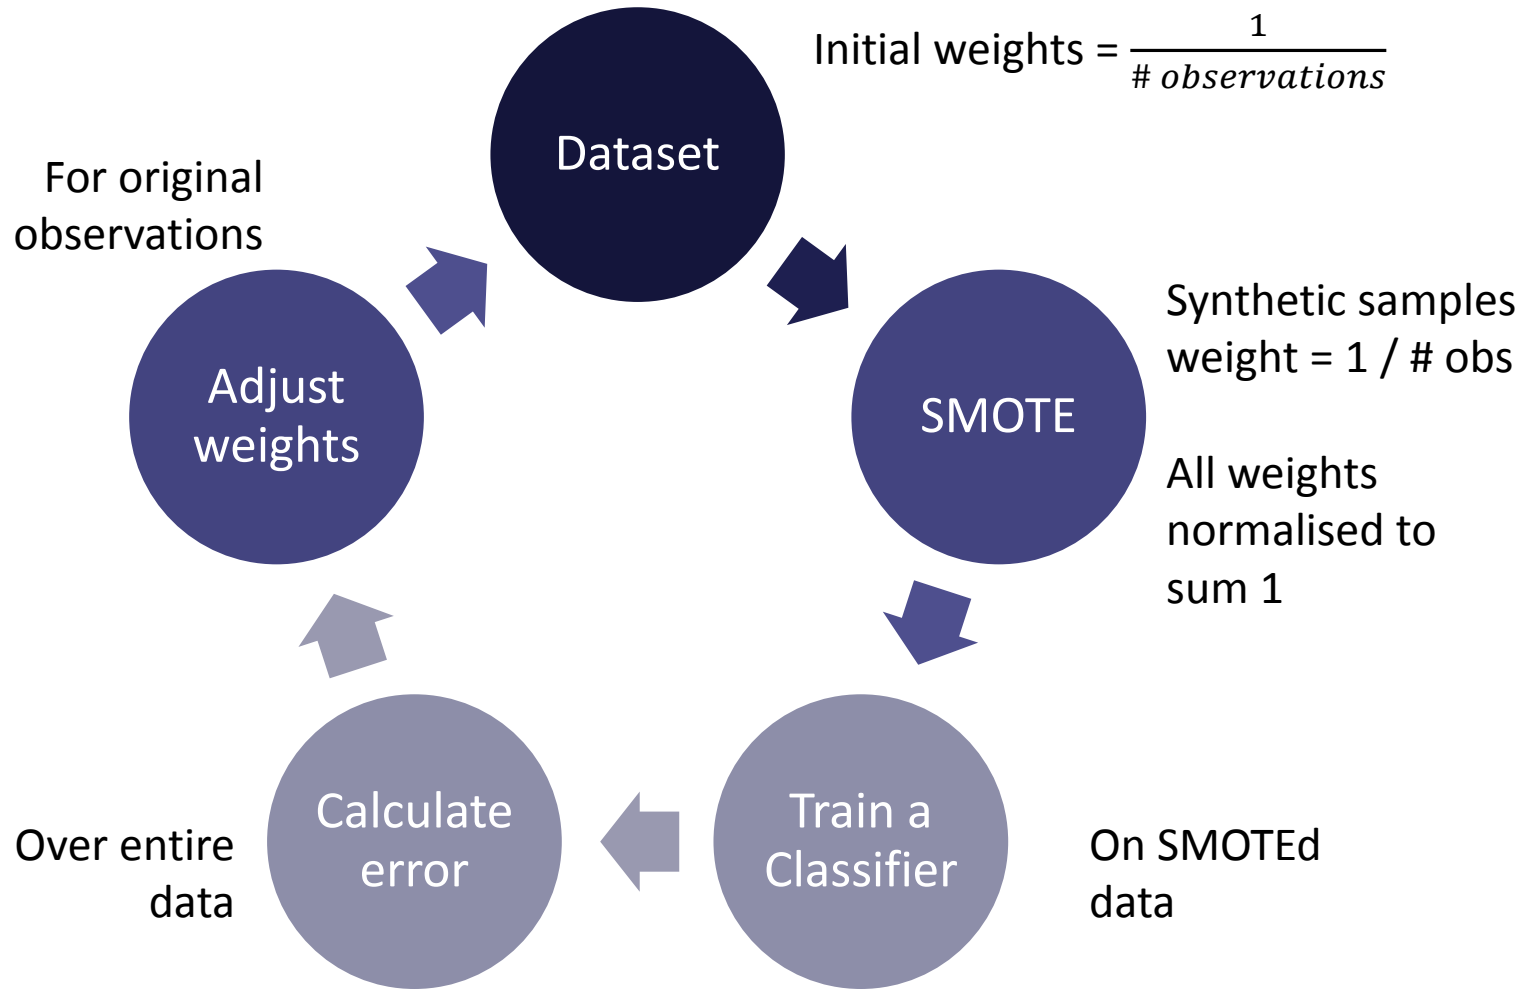 Initial weights = 1 / # observations
Dataset
For original
observations
Synthetic samples
weight = 1 / # obs
SMOTE
All weights
normalised to
sum 1
Adjust
weights
Train a
Classifier
On SMOTEd
data
Calculate
error
Over entire
data